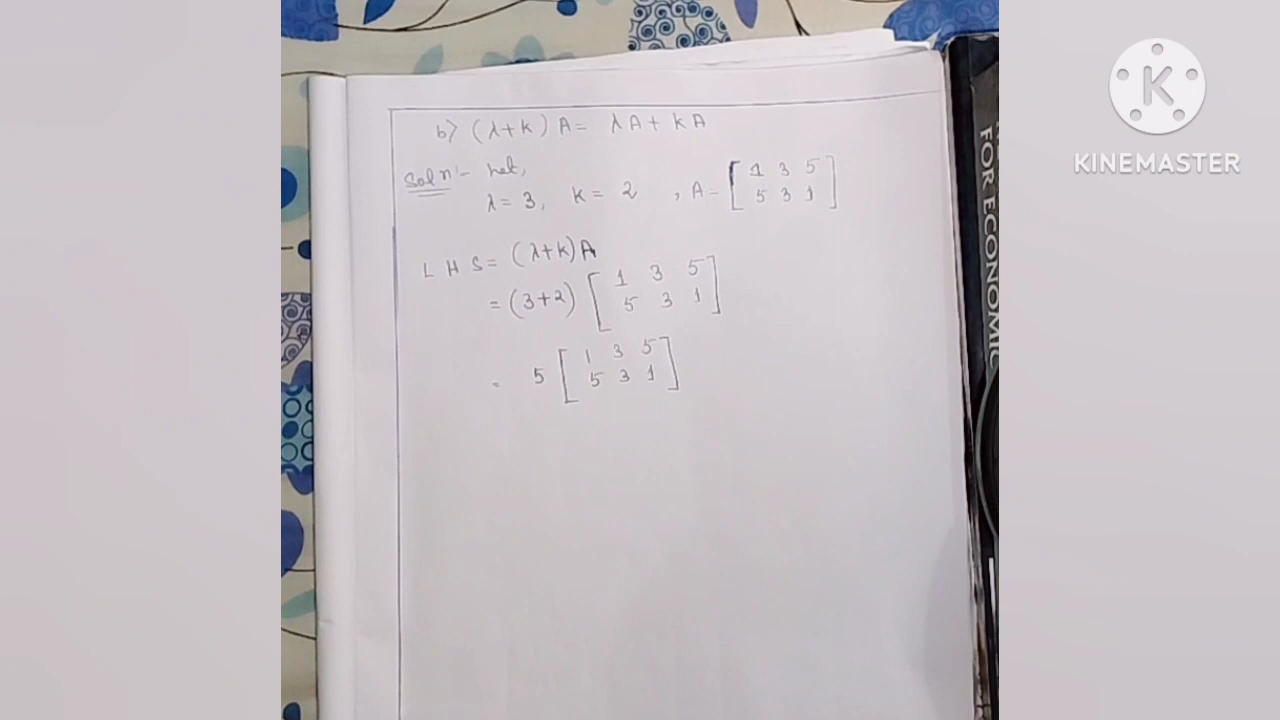 b) (λ+k) A = λA + kA
Soln:- Let,
λ = 3, k = 2 , A = [1 3 5
5 3 1]
L H S = (λ+k)A
= (3+2) [1 3 5
5 3 1]
= 5 [1 3 5
5 3 1]
K
KINEMASTER
FOR ECONOMIC